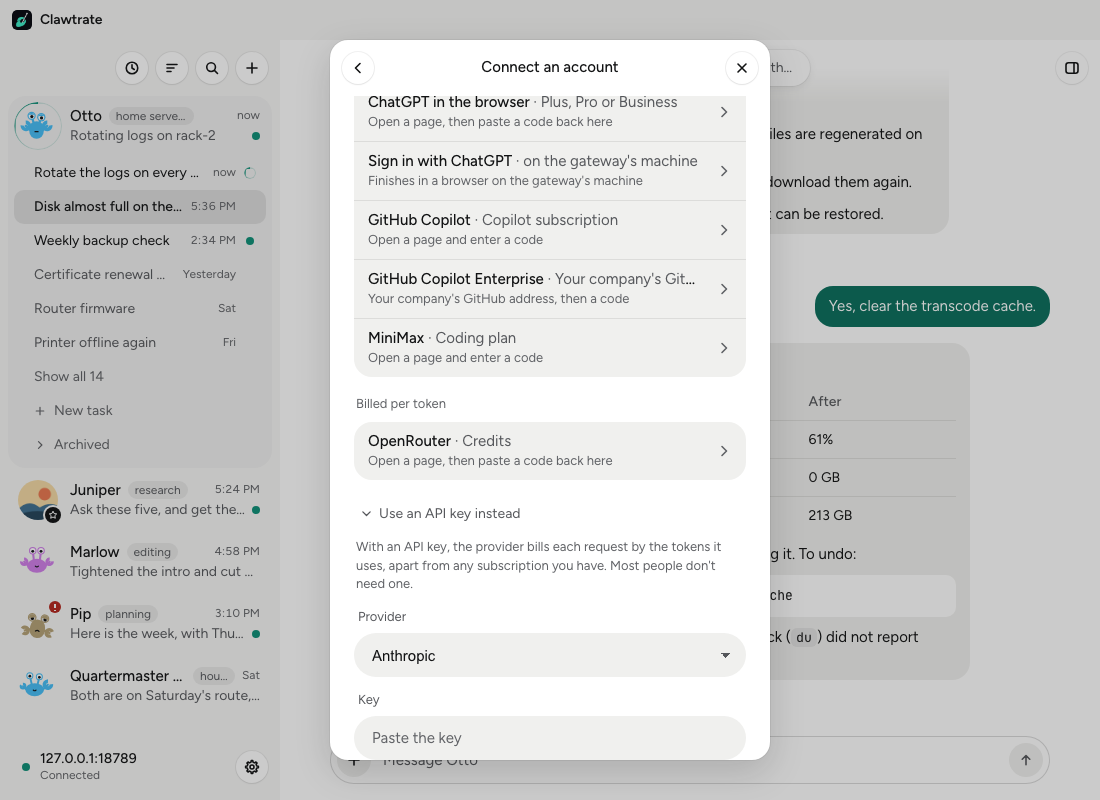 Clawtrate
Otto home serve... now
Rotating logs on rack-2
Rotate the logs on every ... now
Disk almost full on the... 5:36 PM
Weekly backup check 2:34 PM
Certificate renewal ... Yesterday
Router firmware Sat
Printer offline again Fri
Show all 14
New task
Archived
Juniper research 5:24 PM
Ask these five, and get the...
Marlow editing 4:58 PM
Tightened the intro and cut ...
Pip planning 3:10 PM
Here is the week, with Thu...
Quartermaster ... hou... Sat
Both are on Saturday's route,...
127.0.0.1:18789
Connected
Connect an account
ChatGPT in the browser · Plus, Pro or Business
Open a page, then paste a code back here
Sign in with ChatGPT · on the gateway's machine
Finishes in a browser on the gateway's machine
GitHub Copilot · Copilot subscription
Open a page and enter a code
GitHub Copilot Enterprise · Your company's Git...
Your company's GitHub address, then a code
MiniMax · Coding plan
Open a page and enter a code
Billed per token
OpenRouter · Credits
Open a page, then paste a code back here
Use an API key instead
With an API key, the provider bills each request by the tokens it
uses, apart from any subscription you have. Most people don't
need one.
Provider
Anthropic
Key
Paste the key
th...
iles are regenerated on
download them again.
can be restored.
Yes, clear the transcode cache.
After
61%
0 GB
213 GB
g it. To undo:
che
ck ( du ) did not report
Message Otto